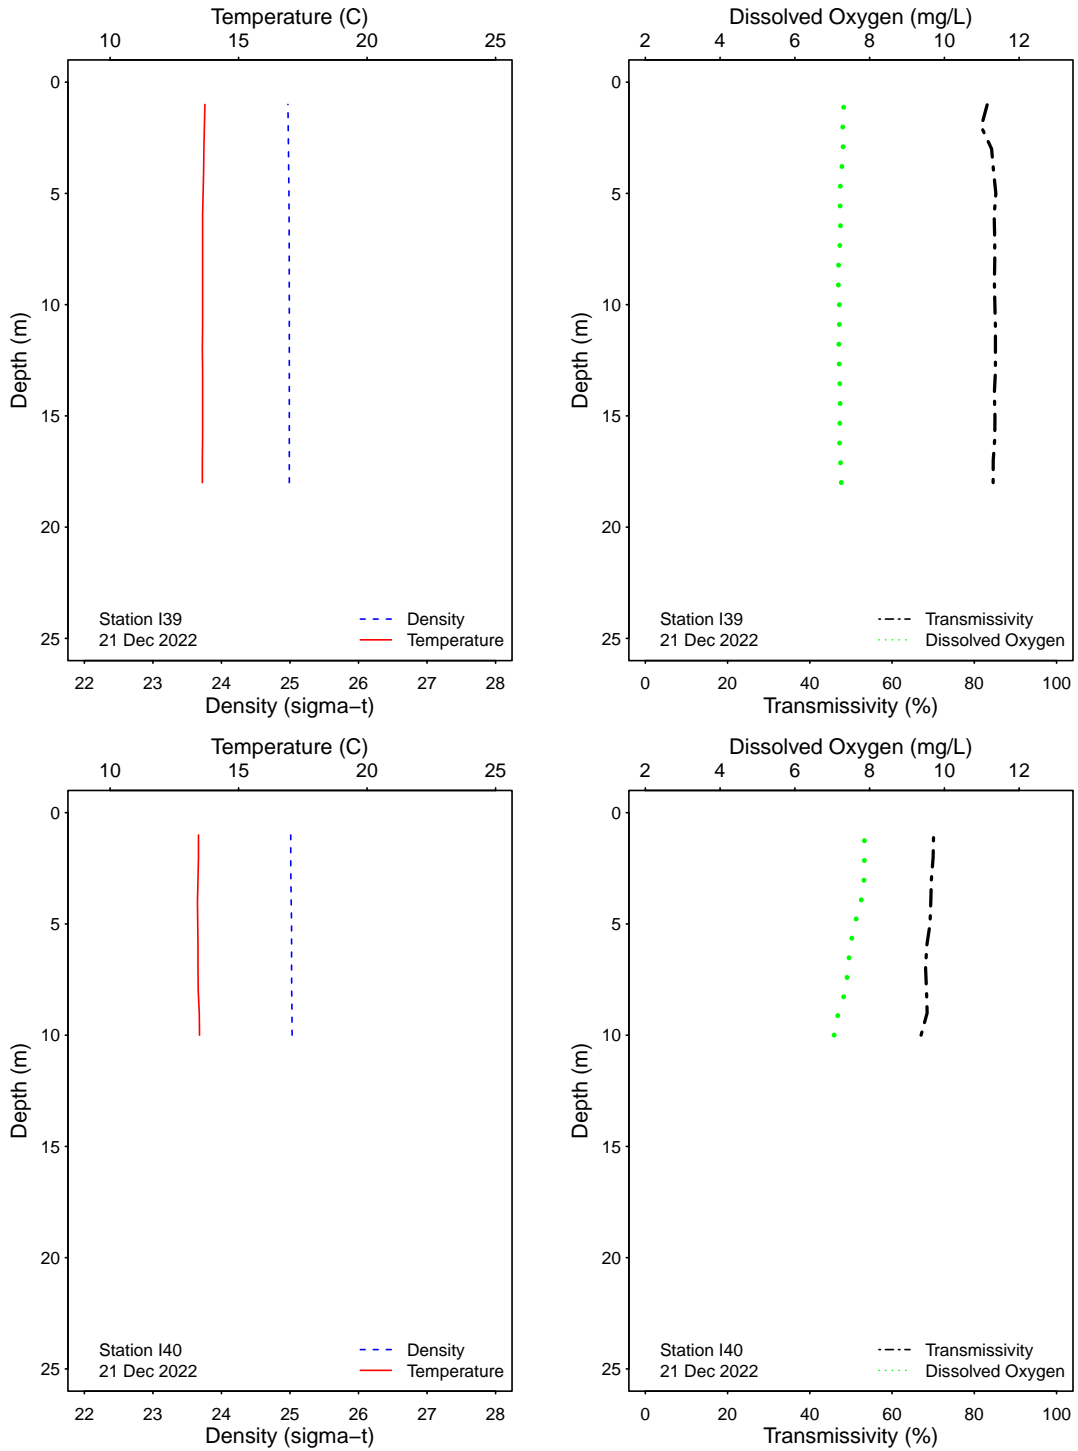 Temperature (C)
10 15 20 25
0
5
10
15
20
25
Depth (m)
Station I39
21 Dec 2022
Density
Temperature
22 23 24 25 26 27 28
Density (sigma−t)
Dissolved Oxygen (mg/L)
2 4 6 8 10 12
0
5
10
15
20
25
Depth (m)
Station I39
21 Dec 2022
Transmissivity
Dissolved Oxygen
0 20 40 60 80 100
Transmissivity (%)
Temperature (C)
10 15 20 25
0
5
10
15
20
25
Depth (m)
Station I40
21 Dec 2022
Density
Temperature
22 23 24 25 26 27 28
Density (sigma−t)
Dissolved Oxygen (mg/L)
2 4 6 8 10 12
0
5
10
15
20
25
Depth (m)
Station I40
21 Dec 2022
Transmissivity
Dissolved Oxygen
0 20 40 60 80 100
Transmissivity (%)